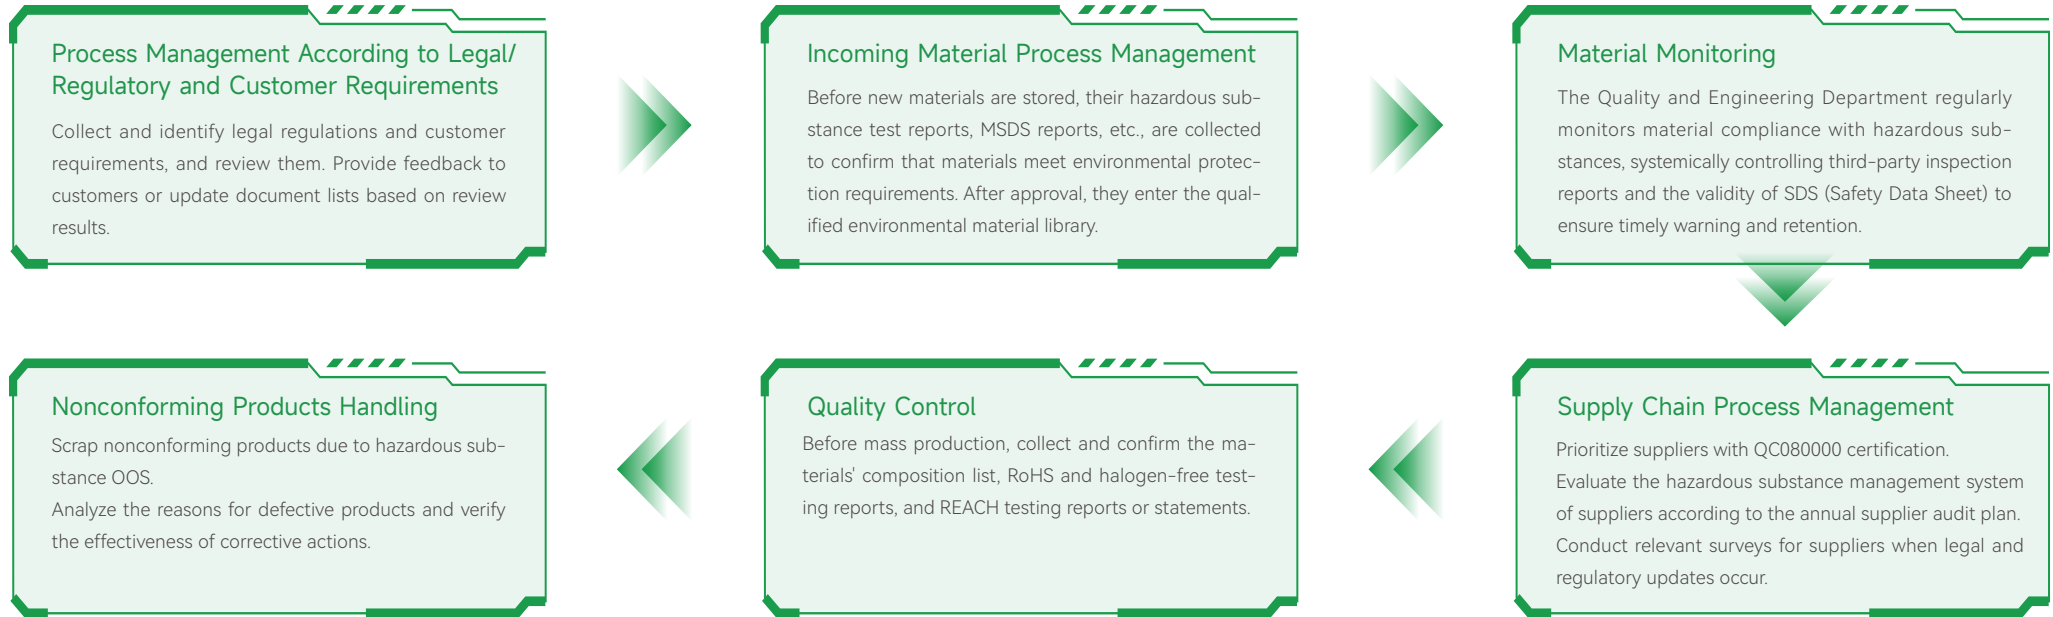 Process Management According to Legal/
Regulatory and Customer Requirements
Collect and identify legal regulations and customer
requirements, and review them. Provide feedback to
customers or update document lists based on review
results.
Incoming Material Process Management
Before new materials are stored, their hazardous sub-
stance test reports, MSDS reports, etc., are collected
to confirm that materials meet environmental protec-
tion requirements. After approval, they enter the qual-
ified environmental material library.
Material Monitoring
The Quality and Engineering Department regularly
monitors material compliance with hazardous sub-
stances, systemically controlling third-party inspection
reports and the validity of SDS (Safety Data Sheet) to
ensure timely warning and retention.
Supply Chain Process Management
Prioritize suppliers with QC080000 certification.
Evaluate the hazardous substance management system
of suppliers according to the annual supplier audit plan.
Conduct relevant surveys for suppliers when legal and
regulatory updates occur.
Quality Control
Before mass production, collect and confirm the ma-
terials' composition list, RoHS and halogen-free test-
ing reports, and REACH testing reports or statements.
Nonconforming Products Handling
Scrap nonconforming products due to hazardous sub-
stance OOS.
Analyze the reasons for defective products and verify
the effectiveness of corrective actions.